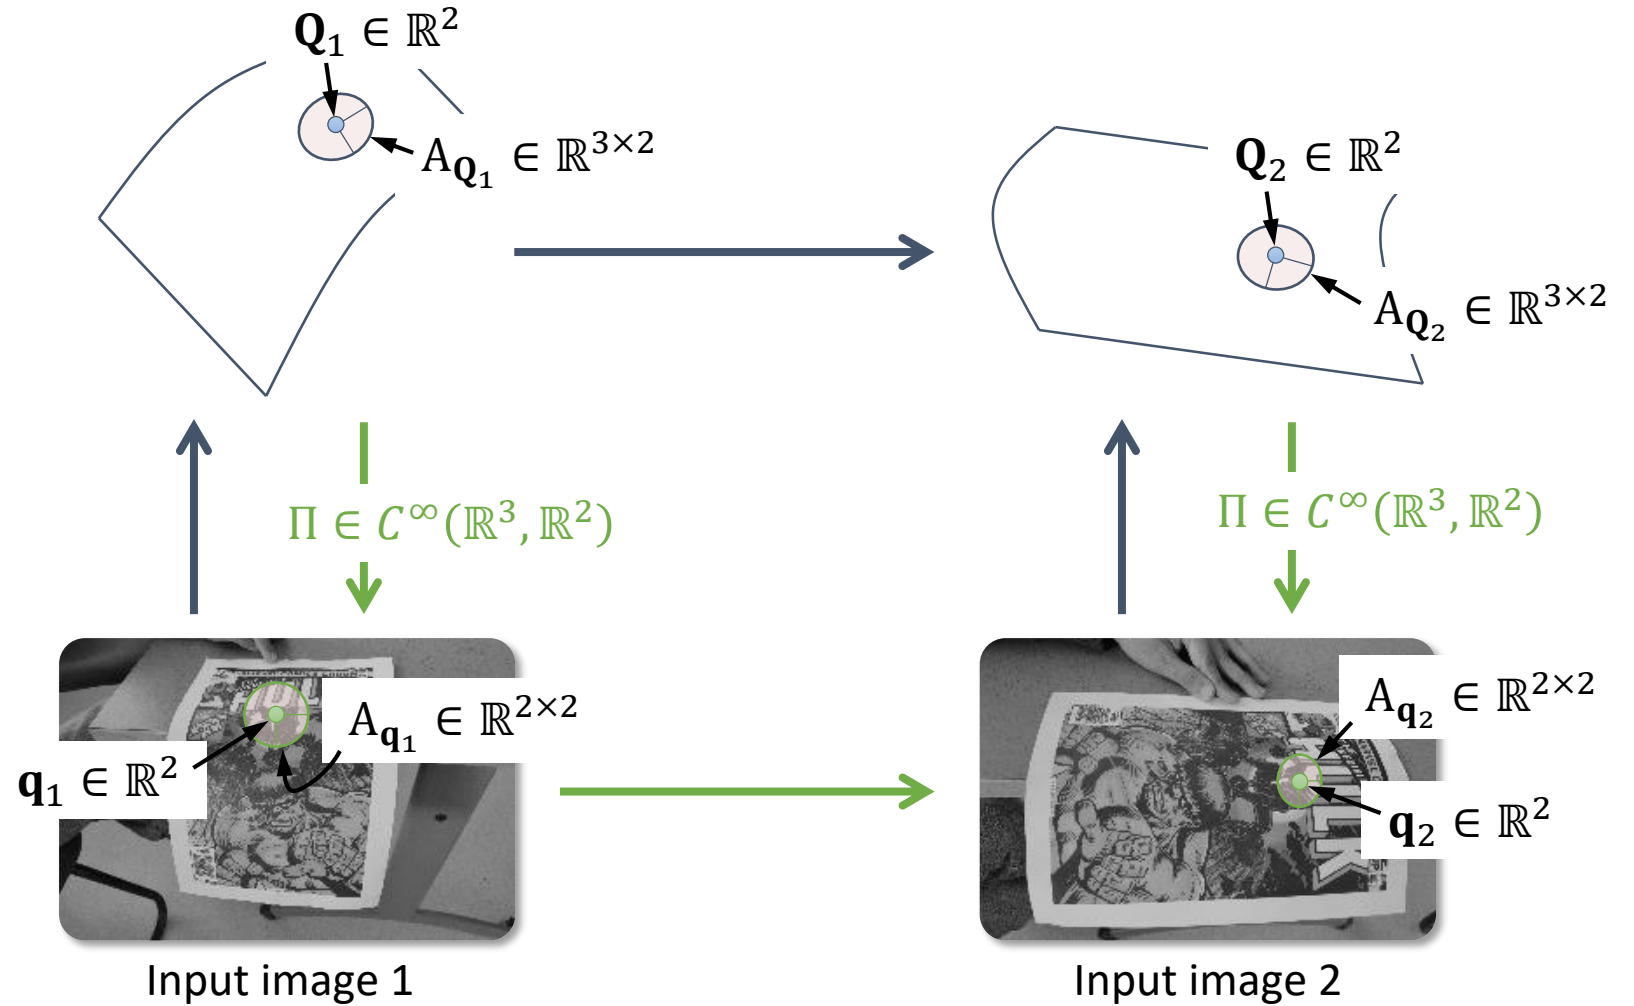 𝐐₁ ∈ ℝ²
A_𝐐₁ ∈ ℝ³ˣ²
𝐐₂ ∈ ℝ²
A_𝐐₂ ∈ ℝ³ˣ²
Π ∈ C^∞(ℝ³, ℝ²)
Π ∈ C^∞(ℝ³, ℝ²)
A_𝐪₁ ∈ ℝ²ˣ²
𝐪₁ ∈ ℝ²
A_𝐪₂ ∈ ℝ²ˣ²
𝐪₂ ∈ ℝ²
Input image 1
Input image 2